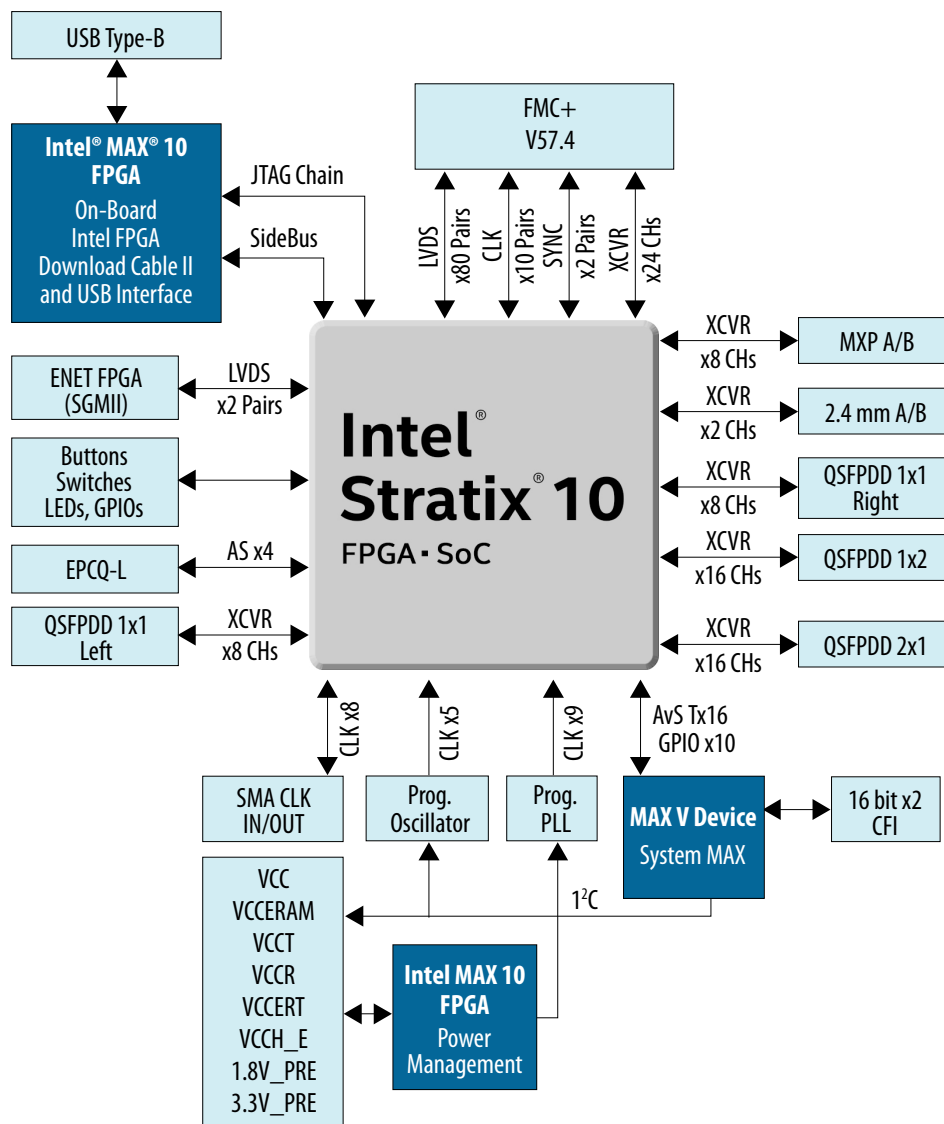 USB Type-B
Intel® MAX® 10
FPGA
On-Board
Intel FPGA
Download Cable II
and USB Interface
JTAG Chain
SideBus
FMC+
V57.4
LVDS
x80 Pairs
CLK
x10 Pairs
SYNC
x2 Pairs
XCVR
x24 CHs
ENET FPGA
(SGMII)
LVDS
x2 Pairs
Buttons
Switches
LEDs, GPIOs
EPCQ-L
AS x4
QSFPDD 1x1
Left
XCVR
x8 CHs
Intel®
Stratix® 10
FPGA▪SoC
XCVR
x8 CHs
MXP A/B
XCVR
x2 CHs
2.4 mm A/B
XCVR
x8 CHs
QSFPDD 1x1
Right
XCVR
x16 CHs
QSFPDD 1x2
XCVR
x16 CHs
QSFPDD 2x1
CLK x8
CLK x5
CLK x9
AvS Tx16
GPIO x10
SMA CLK
IN/OUT
Prog.
Oscillator
Prog.
PLL
MAX V Device
System MAX
16 bit x2
CFI
1²C
VCC
VCCERAM
VCCT
VCCR
VCCERT
VCCH_E
1.8V_PRE
3.3V_PRE
Intel MAX 10
FPGA
Power
Management